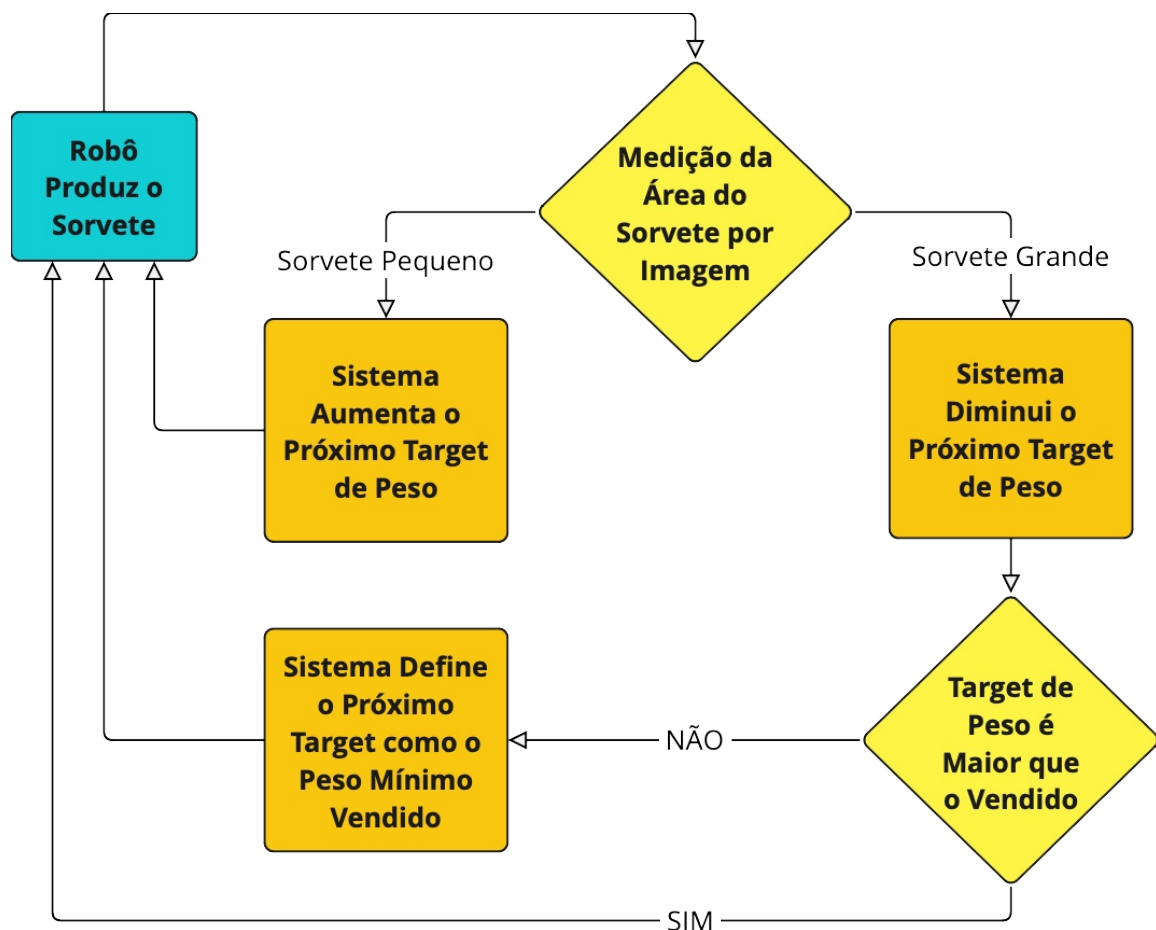 Robô
Produz o
Sorvete
Medição da
Área do
Sorvete por
Imagem
Sorvete Pequeno
Sorvete Grande
Sistema
Aumenta o
Próximo Target
de Peso
Sistema
Diminui o
Próximo Target
de Peso
Sistema Define
o Próximo
Target como o
Peso Mínimo
Vendido
NÃO
Target de
Peso é
Maior que
o Vendido
SIM